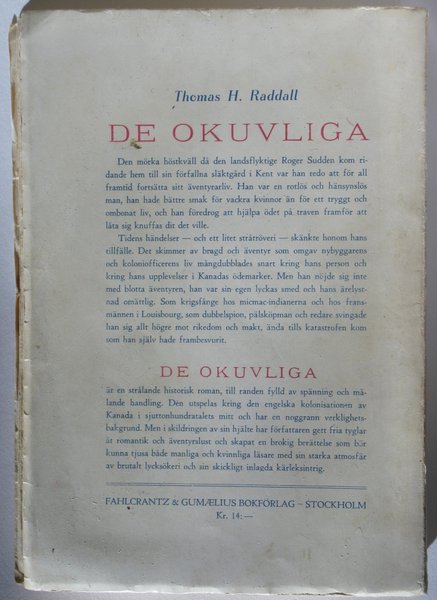 Thomas H. Raddall
DE OKUVLIGA
Den mörka höstkväll då den landsflyktige Roger Sudden kom ri-
dande hem till sin förfallna släktgård i Kent var han redo att för all
framtid fortsätta sitt äventyrarliv. Han var en rotlös och hänsynslös
man, han hade bättre smak för vackra kvinnor än för ett tryggt och
ombonat liv, och han föredrog att hjälpa ödet på traven framför att
låta sig knuffas dit det ville.
Tidens händelser — och ett litet stråtröveri — skänkte honom hans
tillfälle. Det skimmer av bragd och äventyr som omgav nybyggarens
och koloniofficerens liv mångdubblades snart kring hans person och
kring hans upplevelser i Kanadas ödemarker. Men han nöjde sig inte
med blotta äventyren, han var sin egen lyckas smed och hans ärelyst-
nad omättlig. Som krigsfånge hos micmac-indianerna och hos frans-
männen i Louisbourg, som dubbelspion, pälsköpman och redare svingade
han sig allt högre mot rikedom och makt, ända tills katastrofen kom
som han själv hade frambesvurit.
DE OKUVLIGA
är en strålande historisk roman, till randen fylld av spänning och må-
lande handling. Den utspelas kring den engelska kolonisationen av
Kanada i sjuttonhundratalets mitt och har en noggrann verklighets-
bakgrund. Men i skildringen av sin hjälte har författaren gett fria tyglar
åt romantik och äventyrslust och skapat en brokig berättelse som bör
kunna tjusa både manliga och kvinnliga läsare med sin starka atmosfär
av brutalt lycksökeri och sin skickligt inlagda kärleksintrig.
FAHLCRANTZ & GUMÆLIUS BOKFÖRLAG – STOCKHOLM
Kr. 14:—